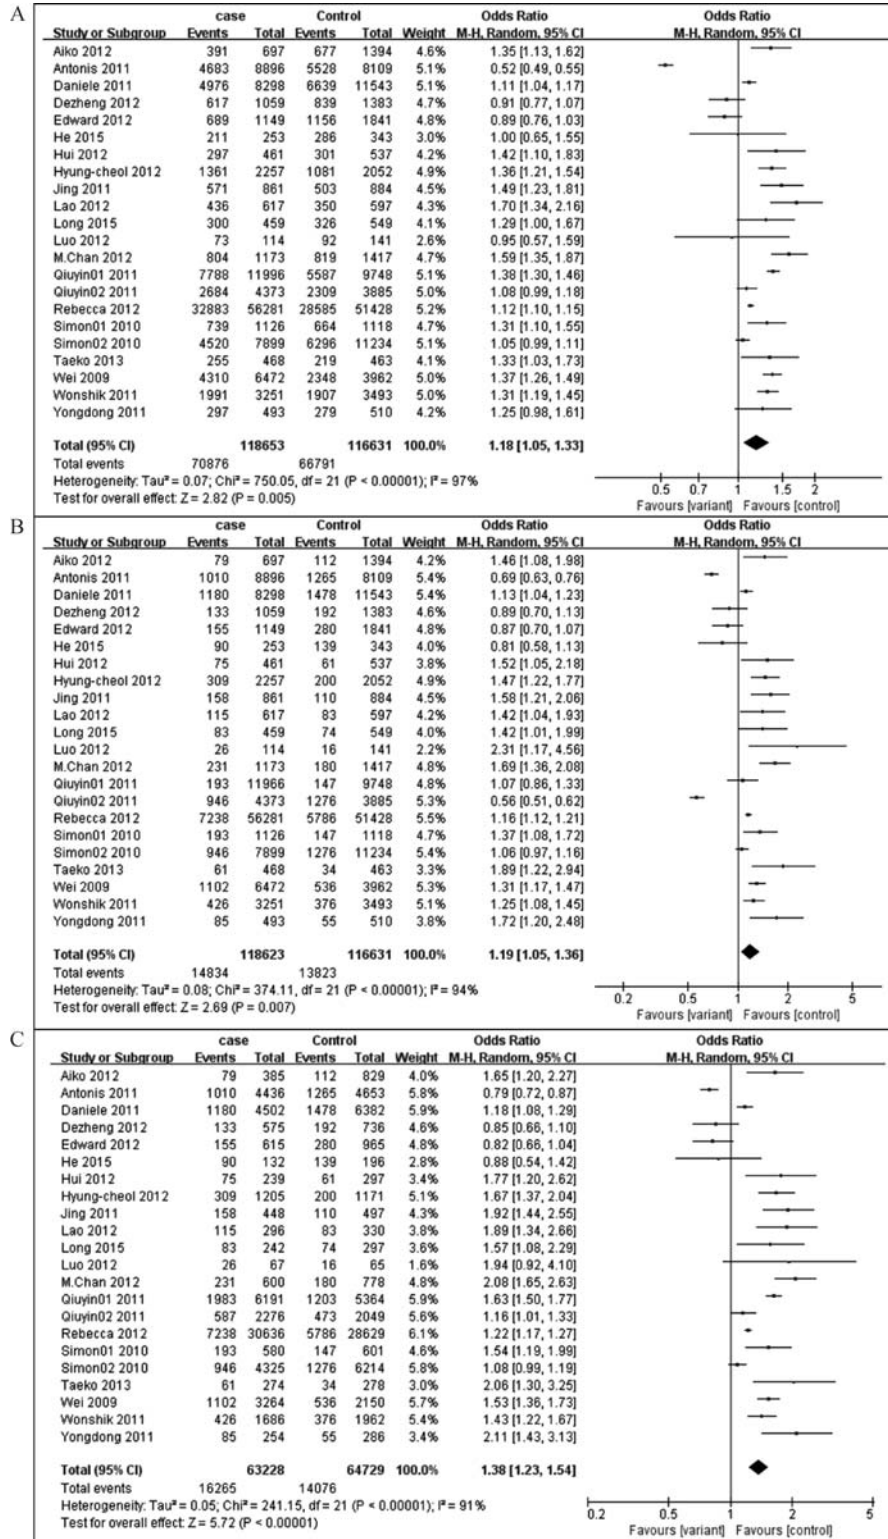 A
case Control Odds Ratio Odds Ratio
Study or Subgroup Events Total Events Total Weight M-H, Random, 95% CI M-H, Random, 95% CI
Aiko 2012 391 697 677 1394 4.6% 1.35 [1.13, 1.62]
Antonis 2011 4683 8896 5528 8109 5.1% 0.52 [0.49, 0.55]
Daniele 2011 4976 8298 6639 11543 5.1% 1.11 [1.04, 1.17]
Dezheng 2012 617 1059 839 1383 4.7% 0.91 [0.77, 1.07]
Edward 2012 689 1149 1156 1841 4.8% 0.89 [0.76, 1.03]
He 2015 211 253 286 343 3.0% 1.00 [0.65, 1.55]
Hui 2012 297 461 301 537 4.2% 1.42 [1.10, 1.83]
Hyung-cheol 2012 1361 2257 1081 2052 4.9% 1.36 [1.21, 1.54]
Jing 2011 571 861 503 884 4.5% 1.49 [1.23, 1.81]
Lao 2012 436 617 350 597 4.3% 1.70 [1.34, 2.16]
Long 2015 300 459 326 549 4.2% 1.29 [1.00, 1.67]
Luo 2012 73 114 92 141 2.6% 0.95 [0.57, 1.59]
M.Chan 2012 804 1173 819 1417 4.7% 1.59 [1.35, 1.87]
Qiuyin01 2011 7788 11996 5587 9748 5.1% 1.38 [1.30, 1.46]
Qiuyin02 2011 2684 4373 2309 3885 5.0% 1.08 [0.99, 1.18]
Rebecca 2012 32883 56281 28585 51428 5.1% 1.12 [1.10, 1.15]
Simon01 2010 739 1126 664 1118 4.6% 1.31 [1.10, 1.55]
Simon02 2010 4520 7899 6296 11234 5.1% 1.05 [0.99, 1.11]
Taeko 2013 255 468 219 463 4.1% 1.33 [1.03, 1.73]
Wei 2009 4310 6472 2348 3962 5.0% 1.37 [1.26, 1.49]
Wonshik 2011 1991 3251 1907 3493 5.0% 1.31 [1.19, 1.45]
Yongdong 2011 297 493 279 510 4.2% 1.25 [0.98, 1.61]
Total (95% CI) 118653 116631 100.0% 1.18 [1.05, 1.33]
Total events 70876 66791
Heterogeneity: Tau² = 0.07; Chi² = 750.05, df = 21 (P < 0.00001); I² = 97%
Test for overall effect: Z = 2.82 (P = 0.005)
0.5 0.7 1 1.5 2
Favours [variant] Favours [control]
B
case Control Odds Ratio Odds Ratio
Study or Subgroup Events Total Events Total Weight M-H, Random, 95% CI M-H, Random, 95% CI
Aiko 2012 79 697 112 1394 4.2% 1.46 [1.08, 1.98]
Antonis 2011 1010 8896 1265 8109 5.4% 0.69 [0.63, 0.76]
Daniele 2011 1180 8298 1478 11543 5.4% 1.13 [1.04, 1.23]
Dezheng 2012 133 1059 192 1383 4.7% 0.89 [0.70, 1.13]
Edward 2012 155 1149 280 1841 4.8% 0.87 [0.70, 1.07]
He 2015 90 253 139 343 4.0% 0.81 [0.58, 1.13]
Hui 2012 75 461 61 537 3.8% 1.52 [1.05, 2.18]
Hyung-cheol 2012 309 2257 200 2052 5.0% 1.47 [1.22, 1.77]
Jing 2011 158 861 110 884 4.5% 1.58 [1.21, 2.06]
Lao 2012 115 617 83 597 4.2% 1.42 [1.04, 1.93]
Long 2015 83 459 74 549 4.0% 1.42 [1.01, 1.99]
Luo 2012 26 114 16 141 2.2% 2.31 [1.17, 4.56]
M.Chan 2012 231 1173 180 1417 4.8% 1.69 [1.36, 2.08]
Qiuyin01 2011 193 11966 147 9748 4.8% 1.07 [0.86, 1.33]
Qiuyin02 2011 946 4373 1276 3885 5.3% 0.56 [0.51, 0.62]
Rebecca 2012 7238 56281 5786 51428 5.5% 1.16 [1.12, 1.21]
Simon01 2010 193 1126 147 1118 4.7% 1.37 [1.08, 1.72]
Simon02 2010 946 7899 1276 11234 5.4% 1.06 [0.97, 1.16]
Taeko 2013 61 468 34 463 3.3% 1.89 [1.22, 2.94]
Wei 2009 1102 6472 536 3962 5.3% 1.31 [1.17, 1.47]
Wonshik 2011 426 3251 376 3493 5.2% 1.25 [1.08, 1.45]
Yongdong 2011 85 493 55 510 3.8% 1.72 [1.20, 2.48]
Total (95% CI) 118623 116631 100.0% 1.19 [1.05, 1.36]
Total events 14834 13823
Heterogeneity: Tau² = 0.08; Chi² = 374.11, df = 21 (P < 0.00001); I² = 94%
Test for overall effect: Z = 2.69 (P = 0.007)
0.2 0.5 1 2 5
Favours [variant] Favours [control]
C
case Control Odds Ratio Odds Ratio
Study or Subgroup Events Total Events Total Weight M-H, Random, 95% CI M-H, Random, 95% CI
Aiko 2012 79 385 112 829 4.0% 1.65 [1.20, 2.27]
Antonis 2011 1010 4436 1265 4653 5.8% 0.79 [0.72, 0.87]
Daniele 2011 1180 4502 1478 6382 5.9% 1.18 [1.08, 1.29]
Dezheng 2012 133 575 192 736 4.6% 0.85 [0.66, 1.10]
Edward 2012 155 615 280 965 4.8% 0.82 [0.66, 1.04]
He 2015 90 132 139 196 2.7% 0.88 [0.54, 1.42]
Hui 2012 75 239 61 297 3.4% 1.77 [1.20, 2.62]
Hyung-cheol 2012 309 1205 200 1171 5.1% 1.67 [1.37, 2.04]
Jing 2011 158 448 110 497 4.4% 1.92 [1.44, 2.55]
Lao 2012 115 296 83 330 3.8% 1.89 [1.34, 2.66]
Long 2015 83 242 74 297 3.6% 1.57 [1.08, 2.29]
Luo 2012 26 67 16 65 1.6% 1.94 [0.92, 4.10]
M.Chan 2012 231 600 180 778 4.8% 2.08 [1.65, 2.63]
Qiuyin01 2011 1983 6191 1203 5364 5.9% 1.63 [1.50, 1.77]
Qiuyin02 2011 587 2276 473 2049 5.6% 1.16 [1.01, 1.33]
Rebecca 2012 7238 30636 5786 28629 6.1% 1.22 [1.17, 1.27]
Simon01 2010 193 580 147 601 4.6% 1.54 [1.19, 1.99]
Simon02 2010 946 4325 1276 6214 5.8% 1.08 [0.99, 1.19]
Taeko 2013 61 274 34 278 2.9% 2.06 [1.30, 3.25]
Wei 2009 1102 3264 536 2150 5.7% 1.53 [1.36, 1.73]
Wonshik 2011 426 1686 376 1962 5.4% 1.43 [1.22, 1.67]
Yongdong 2011 85 254 55 286 3.4% 2.11 [1.43, 3.13]
Total (95% CI) 63228 64729 100.0% 1.38 [1.23, 1.54]
Total events 16265 14076
Heterogeneity: Tau² = 0.05; Chi² = 241.15, df = 21 (P < 0.00001); I² = 91%
Test for overall effect: Z = 5.72 (P < 0.00001)
0.2 0.5 1 2 5
Favours [variant] Favours [control]